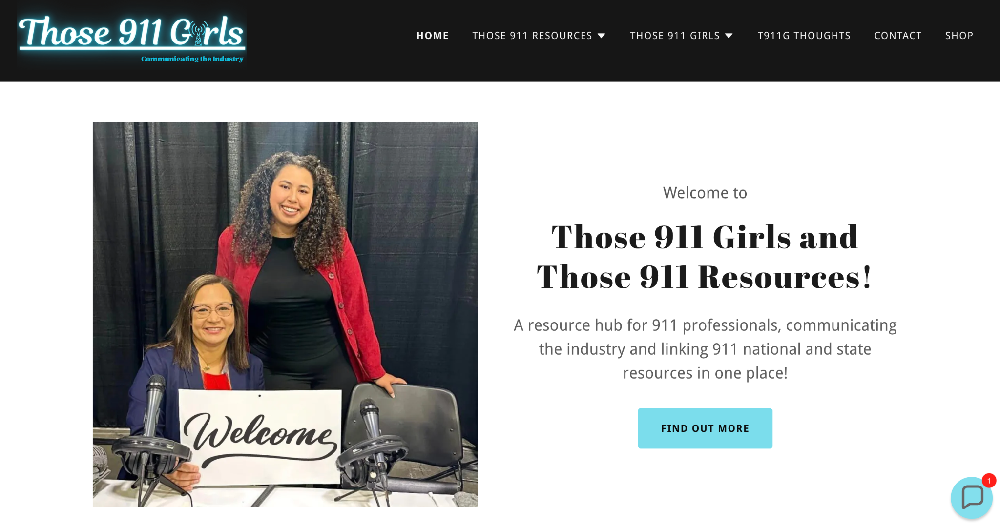 Those 911 Girls
Communicating the Industry
HOME THOSE 911 RESOURCES THOSE 911 GIRLS T911G THOUGHTS CONTACT SHOP
Welcome
Welcome to
Those 911 Girls and
Those 911 Resources!
A resource hub for 911 professionals, communicating
the industry and linking 911 national and state
resources in one place!
FIND OUT MORE
1